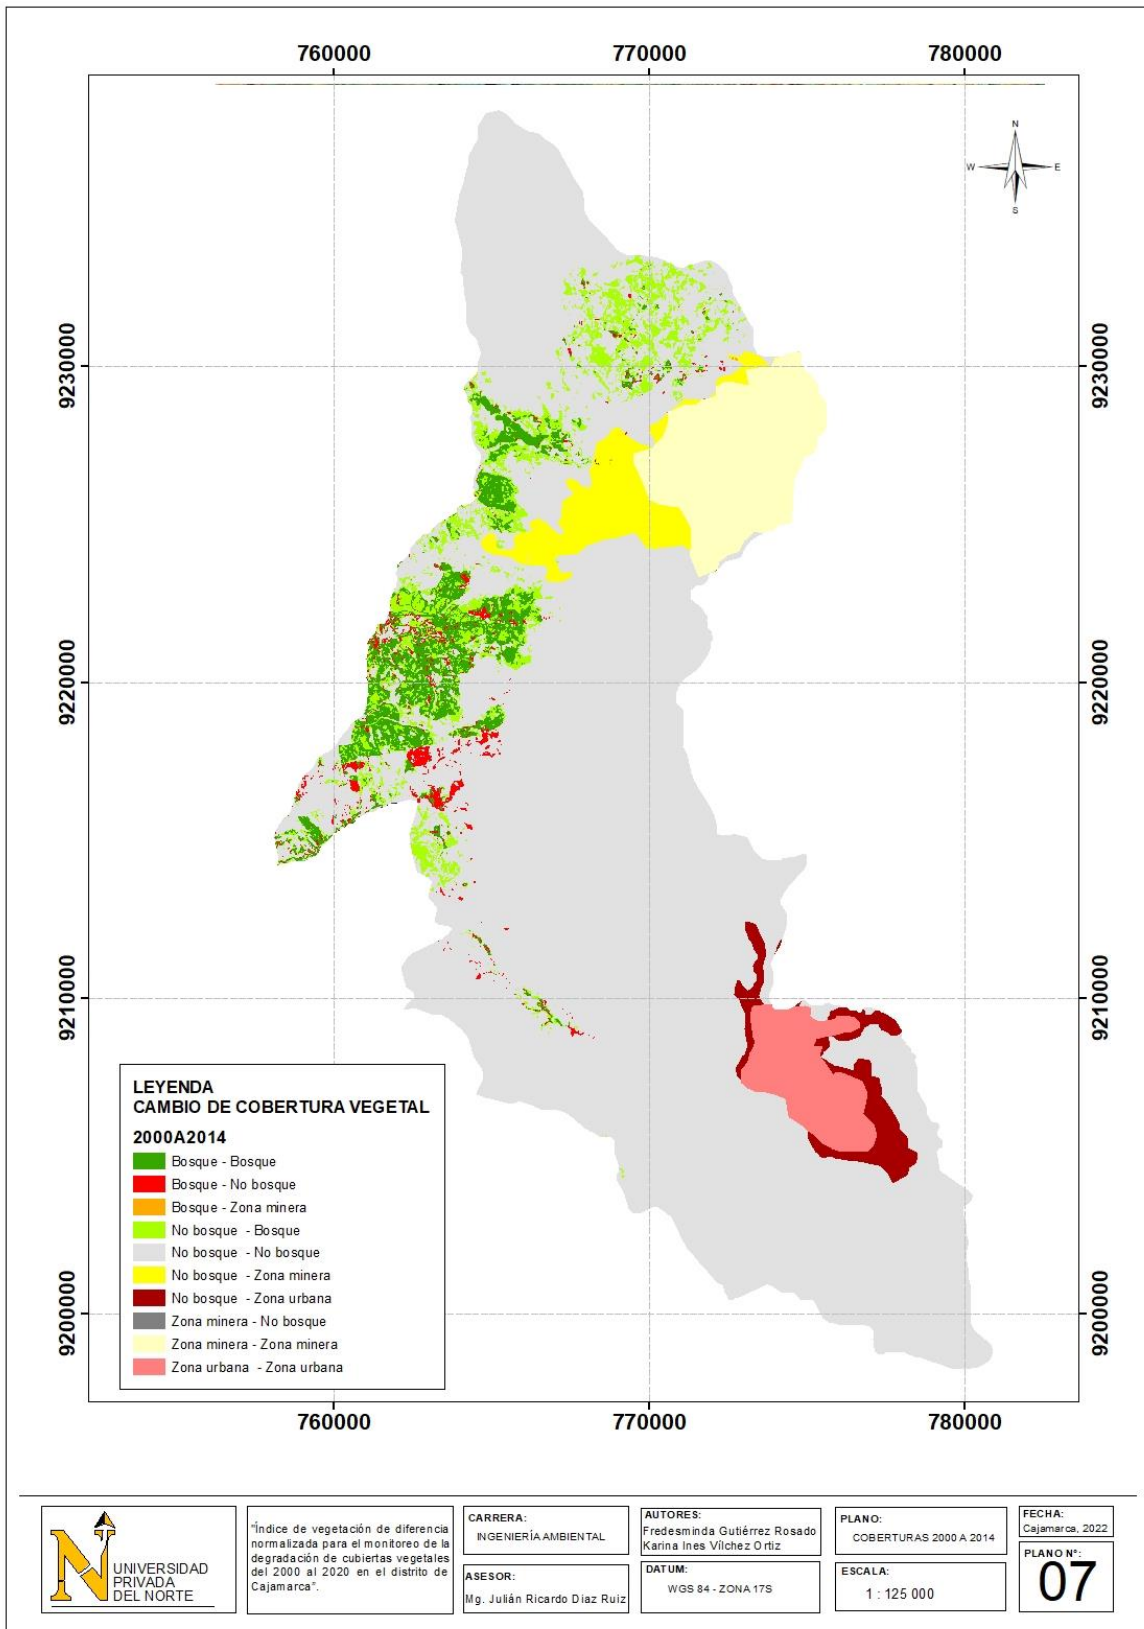 760000
770000
780000
N
W
E
S
9230000
9230000
9220000
9220000
9210000
9210000
9200000
9200000
LEYENDA
CAMBIO DE COBERTURA VEGETAL
2000A2014
Bosque - Bosque
Bosque - No bosque
Bosque - Zona minera
No bosque - Bosque
No bosque - No bosque
No bosque - Zona minera
No bosque - Zona urbana
Zona minera - No bosque
Zona minera - Zona minera
Zona urbana - Zona urbana
760000
770000
780000
N
UNIVERSIDAD
PRIVADA
DEL NORTE
"Índice de vegetación de diferencia
normalizada para el monitoreo de la
degradación de cubiertas vegetales
del 2000 al 2020 en el distrito de
Cajamarca".
CARRERA:
INGENIERÍA AMBIENTAL
ASESOR:
Mg. Julián Ricardo Diaz Ruiz
AUTORES:
Fredesminda Gutiérrez Rosado
Karina Ines Vílchez Ortiz
DATUM:
WGS 84 - ZONA 17S
PLANO:
COBERTURAS 2000 A 2014
ESCALA:
1 : 125 000
FECHA:
Cajamarca, 2022
PLANO Nº:
07